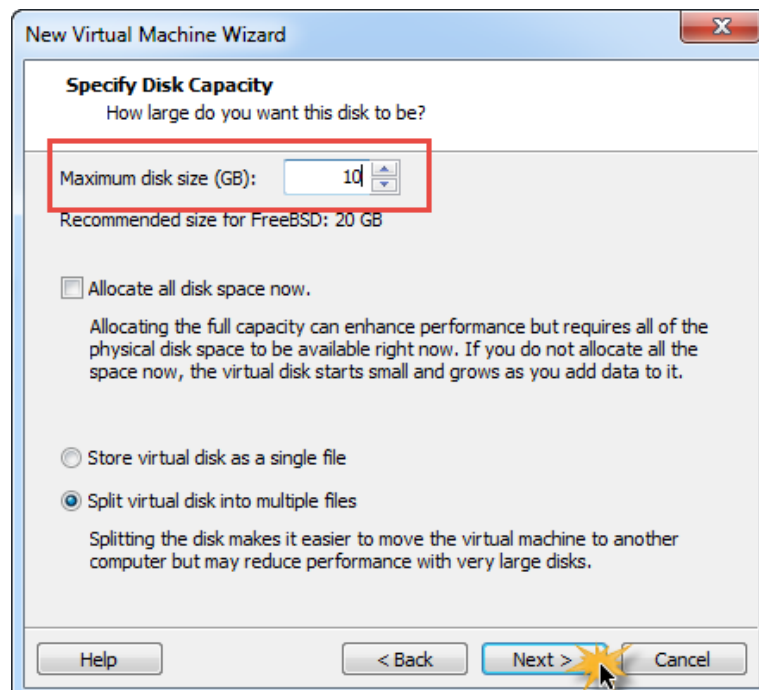 New Virtual Machine Wizard
Specify Disk Capacity
How large do you want this disk to be?
Maximum disk size (GB): 10
Recommended size for FreeBSD: 20 GB
Allocate all disk space now.
Allocating the full capacity can enhance performance but requires all of the
physical disk space to be available right now. If you do not allocate all the
space now, the virtual disk starts small and grows as you add data to it.
Store virtual disk as a single file
Split virtual disk into multiple files
Splitting the disk makes it easier to move the virtual machine to another
computer but may reduce performance with very large disks.
Help < Back Next > Cancel